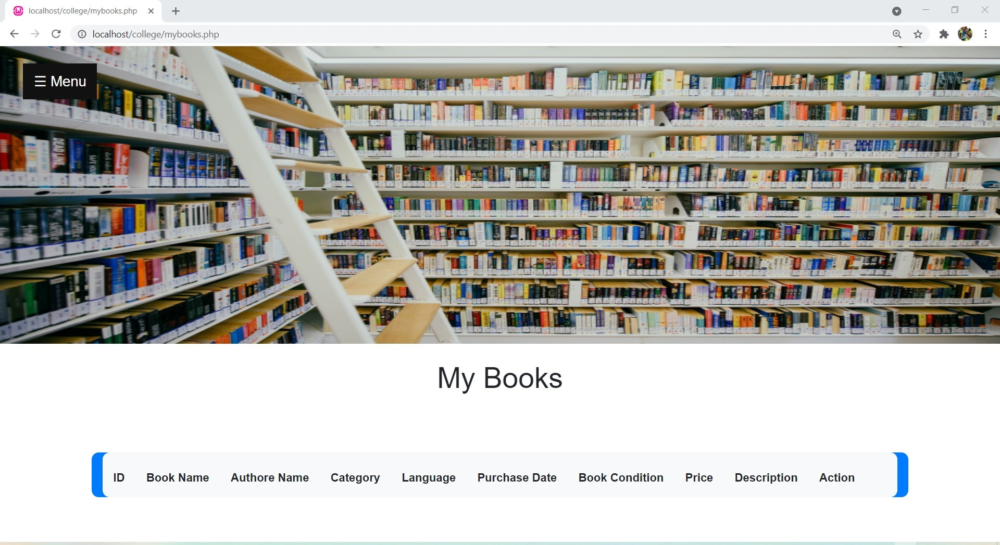 localhost/college/mybooks.php
localhost/college/mybooks.php
☰ Menu
My Books
ID Book Name Authore Name Category Language Purchase Date Book Condition Price Description Action